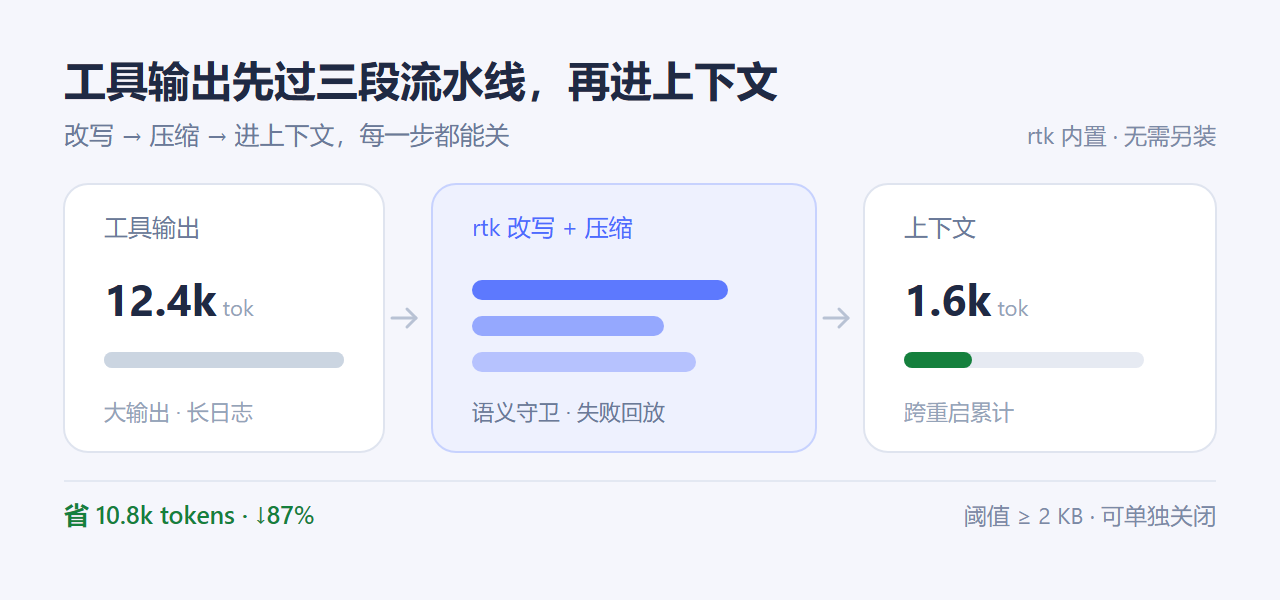 工具输出先过三段流水线，再进上下文
改写 → 压缩 → 进上下文，每一步都能关
rtk 内置 · 无需另装
工具输出
12.4k tok
大输出 · 长日志
rtk 改写 + 压缩
语义守卫 · 失败回放
上下文
1.6k tok
跨重启累计
省 10.8k tokens · ↓87%
阈值 ≥ 2 KB · 可单独关闭